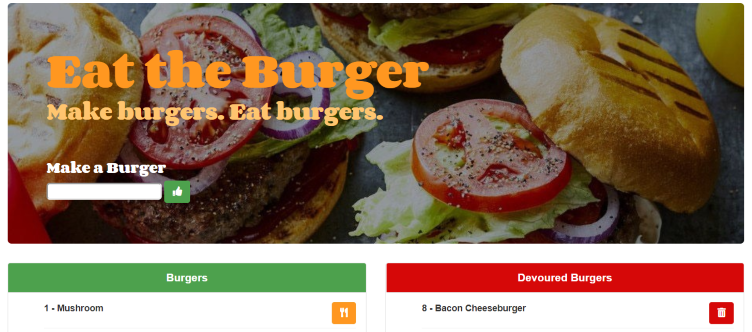 Eat the Burger
Make burgers. Eat burgers.
Make a Burger
Burgers
Devoured Burgers
1 - Mushroom
8 - Bacon Cheeseburger